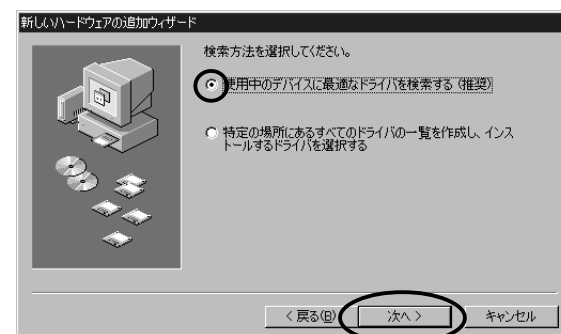 新しいハードウェアの追加ウィザード
検索方法を選択してください。
使用中のデバイスに最適なドライバを検索する (推奨)
特定の場所にあるすべてのドライバの一覧を作成し、インス
トールするドライバを選択する
< 戻る(B)
次へ >
キャンセル